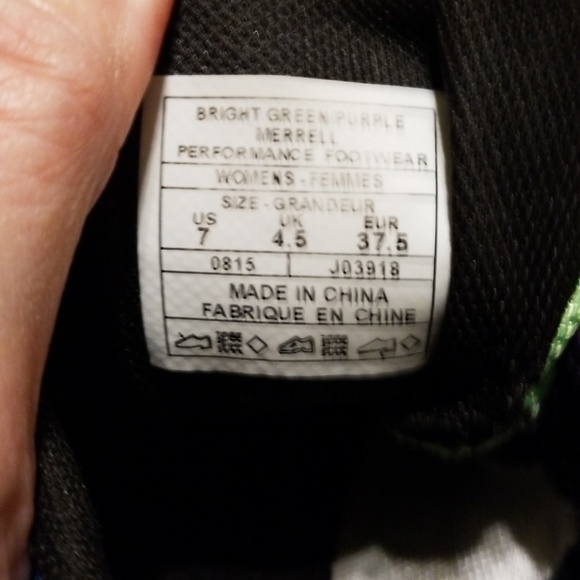 BRIGHT GREEN/PURPLE
MERRELL
PERFORMANCE FOOTWEAR
WOMENS - FEMMES
SIZE - GRANDEUR
US UK EUR
7 4.5 37.5
0815 J03918
MADE IN CHINA
FABRIQUE EN CHINE